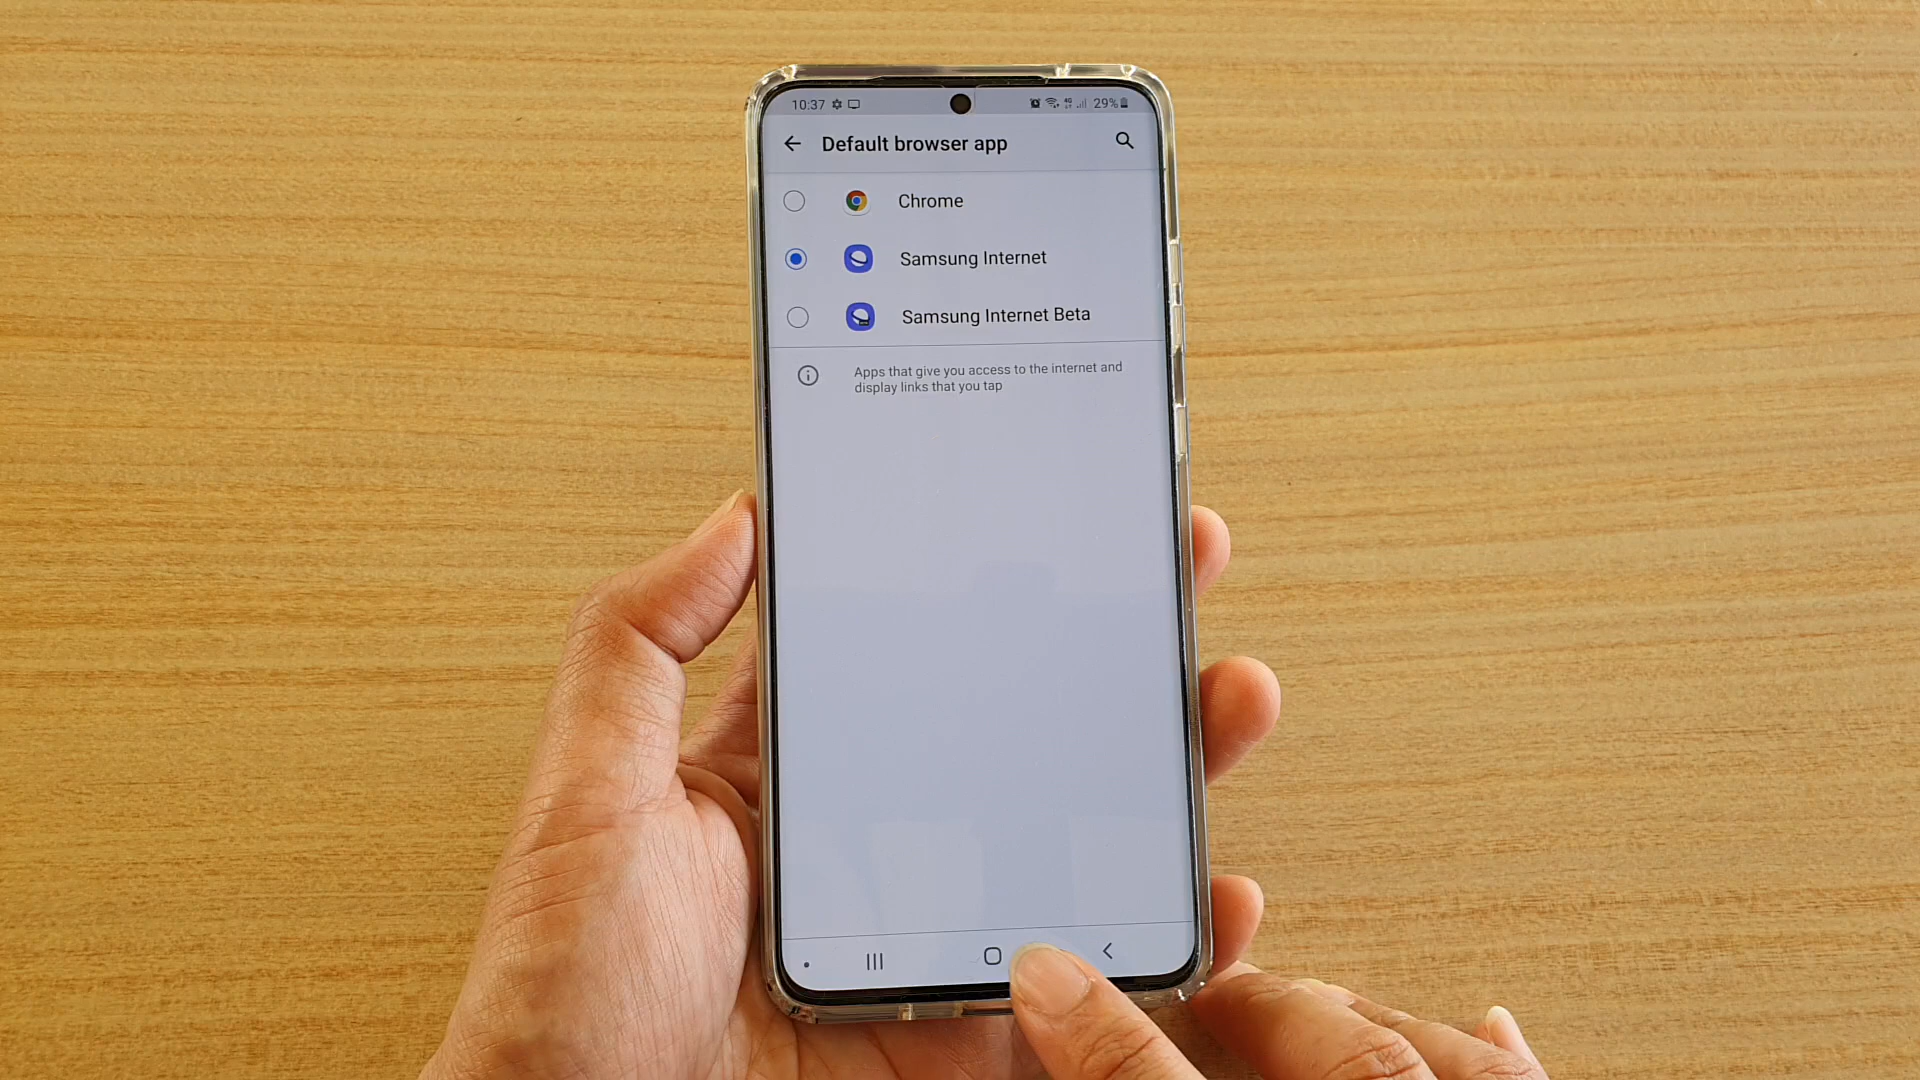 10:37 29%
Default browser app
Chrome
Samsung Internet
Samsung Internet Beta
Apps that give you access to the internet and
display links that you tap